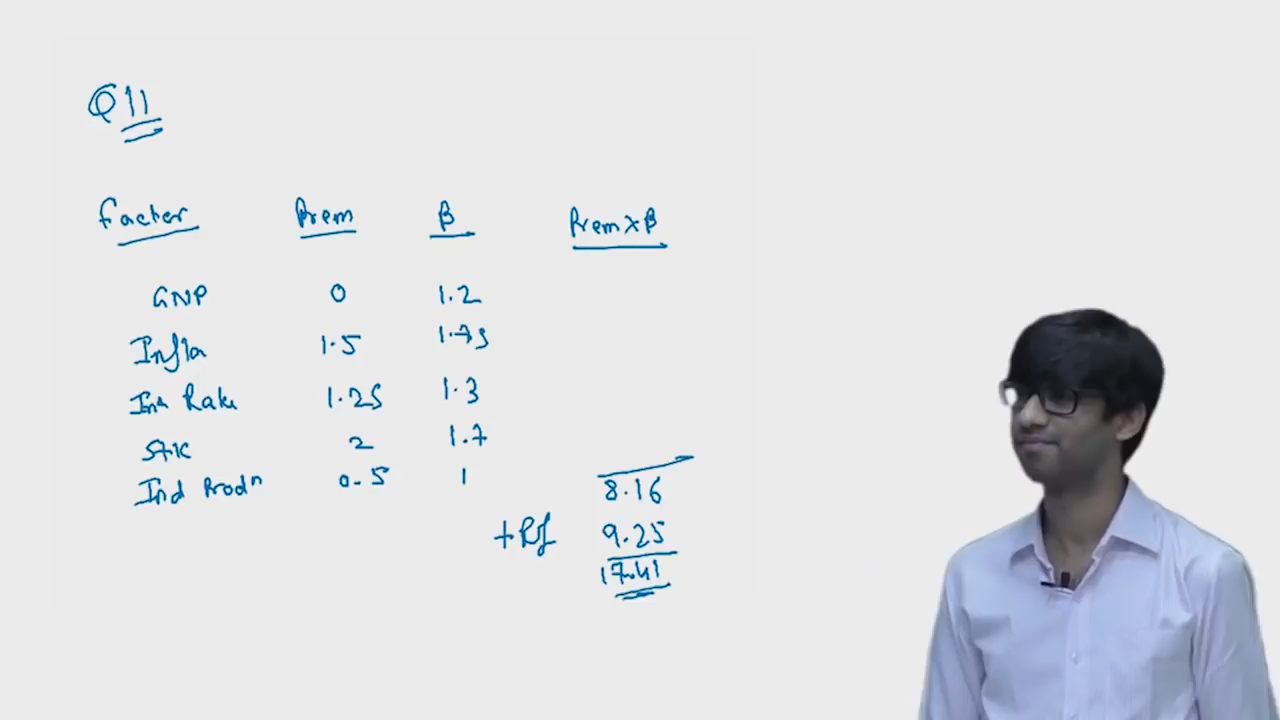 Q11
Factor Prem β Prem x β
GNP 0 1.2
Infla 1.5 1.75
Int Rate 1.25 1.3
STK 2 1.7
Ind Prodn 0.5 1
8.16
+Rf 9.25
17.41